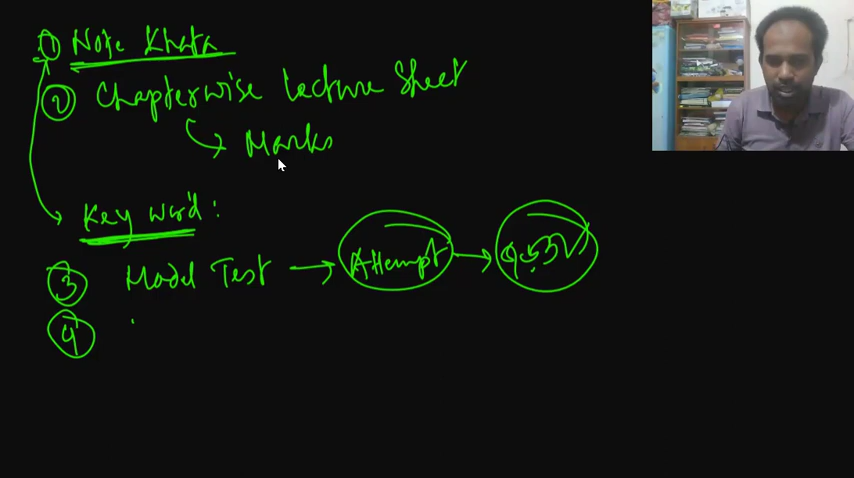 ① Note Khata
② Chapterwise Lecture Sheet
Marks
Key Word:
③ Model Test → Attempt →
④